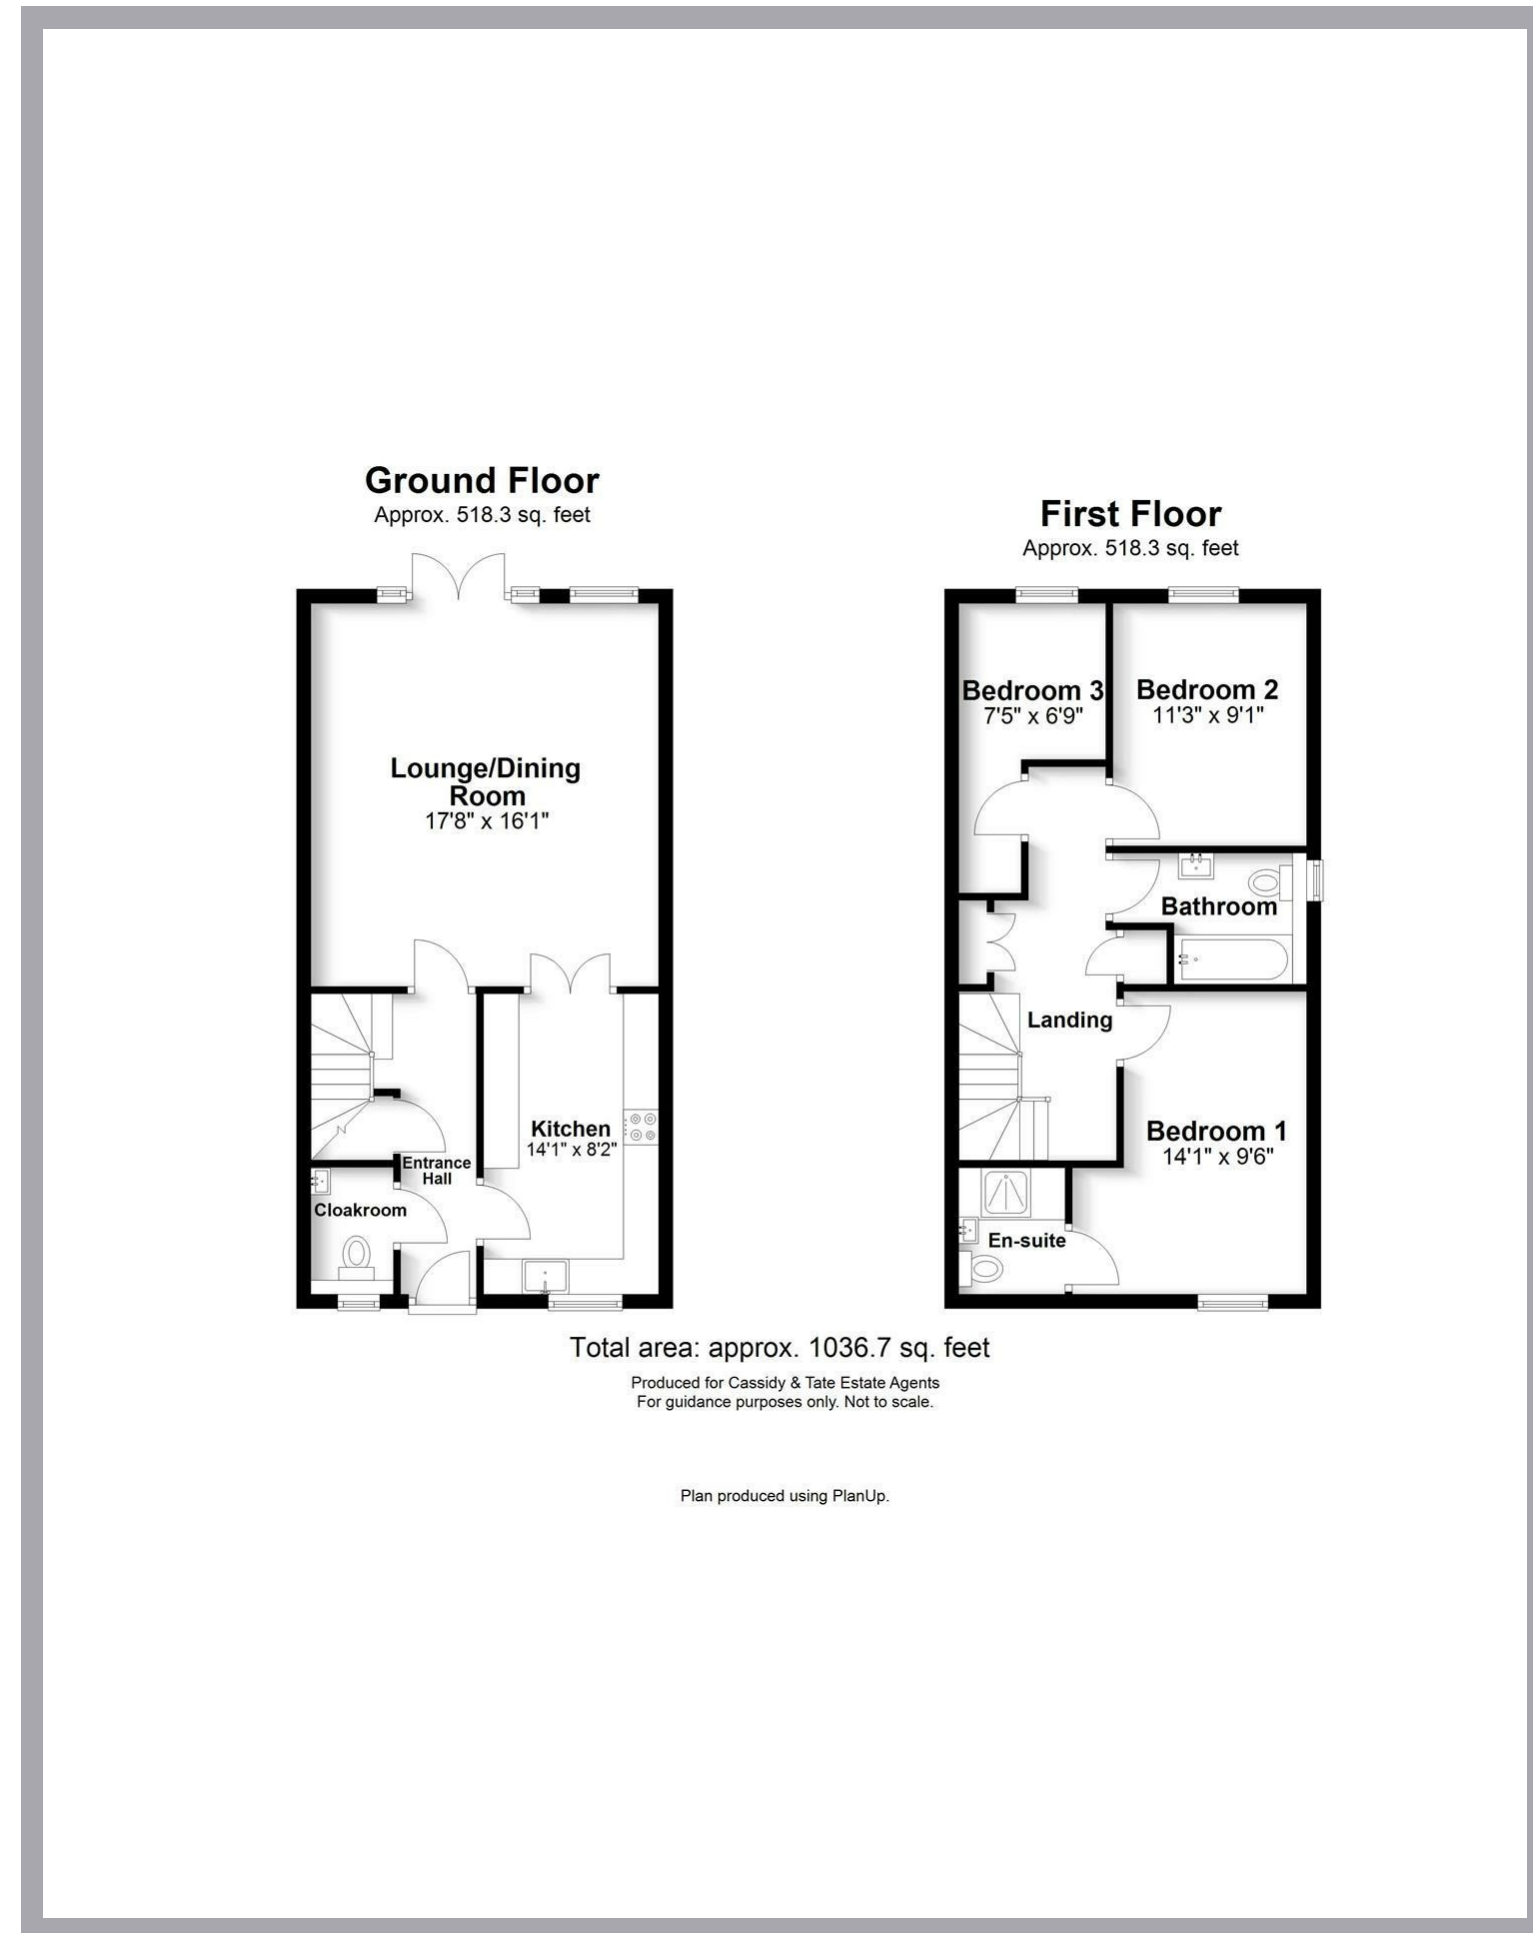 Ground Floor
Approx. 518.3 sq. feet
Lounge/Dining
Room
17'8" x 16'1"
Kitchen
14'1" x 8'2"
Entrance
Hall
Cloakroom
First Floor
Approx. 518.3 sq. feet
Bedroom 3
7'5" x 6'9"
Bedroom 2
11'3" x 9'1"
Bathroom
Landing
Bedroom 1
14'1" x 9'6"
En-suite
Total area: approx. 1036.7 sq. feet
Produced for Cassidy & Tate Estate Agents
For guidance purposes only. Not to scale.
Plan produced using PlanUp.